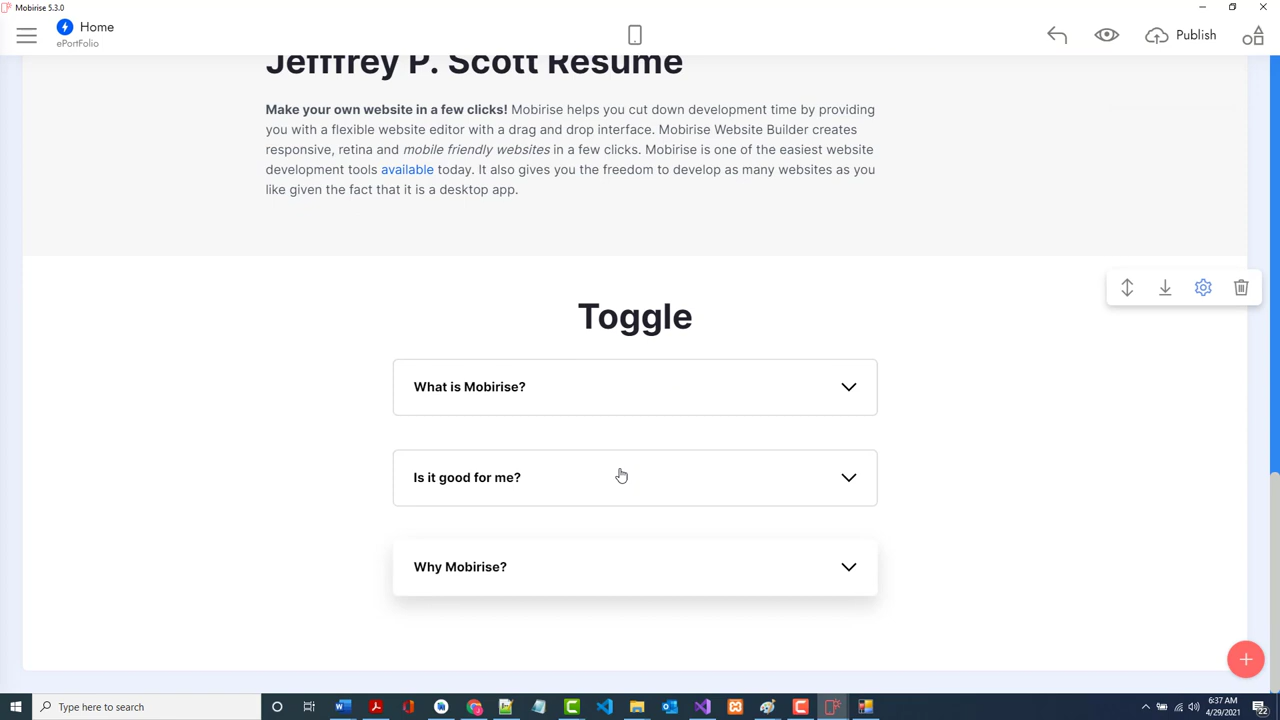 Mobirise 5.3.0
Home
ePortFolio
Publish
Jefffrey P. Scott Resume
Make your own website in a few clicks! Mobirise helps you cut down development time by providing
you with a flexible website editor with a drag and drop interface. Mobirise Website Builder creates
responsive, retina and mobile friendly websites in a few clicks. Mobirise is one of the easiest website
development tools available today. It also gives you the freedom to develop as many websites as you
like given the fact that it is a desktop app.
Toggle
What is Mobirise?
Is it good for me?
Why Mobirise?
Type here to search
6:37 AM
4/29/2021
22